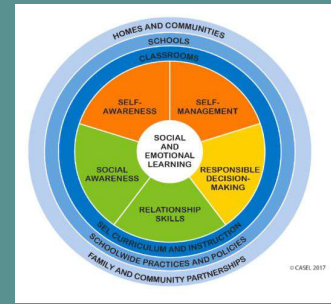 HOMES AND COMMUNITIES
SCHOOLS
CLASSROOMS
SELF-
AWARENESS
SELF-
MANAGEMENT
SOCIAL
AND
EMOTIONAL
LEARNING
SOCIAL
AWARENESS
RESPONSIBLE
DECISION-
MAKING
RELATIONSHIP
SKILLS
SEL CURRICULUM AND INSTRUCTION
SCHOOLWIDE PRACTICES AND POLICIES
FAMILY AND COMMUNITY PARTNERSHIPS
© CASEL 2017